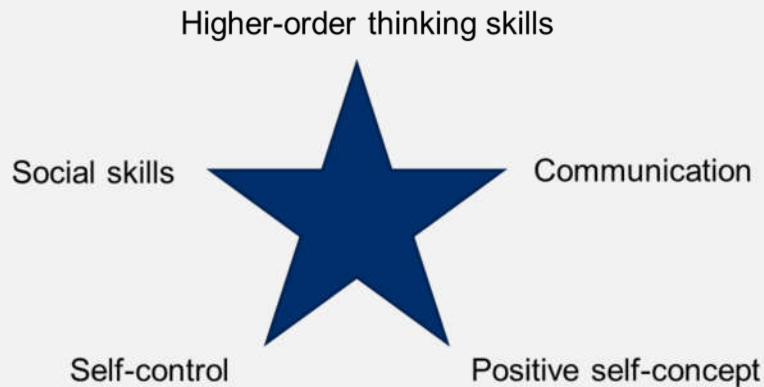 Higher-order thinking skills
Social skills
Communication
Self-control
Positive self-concept